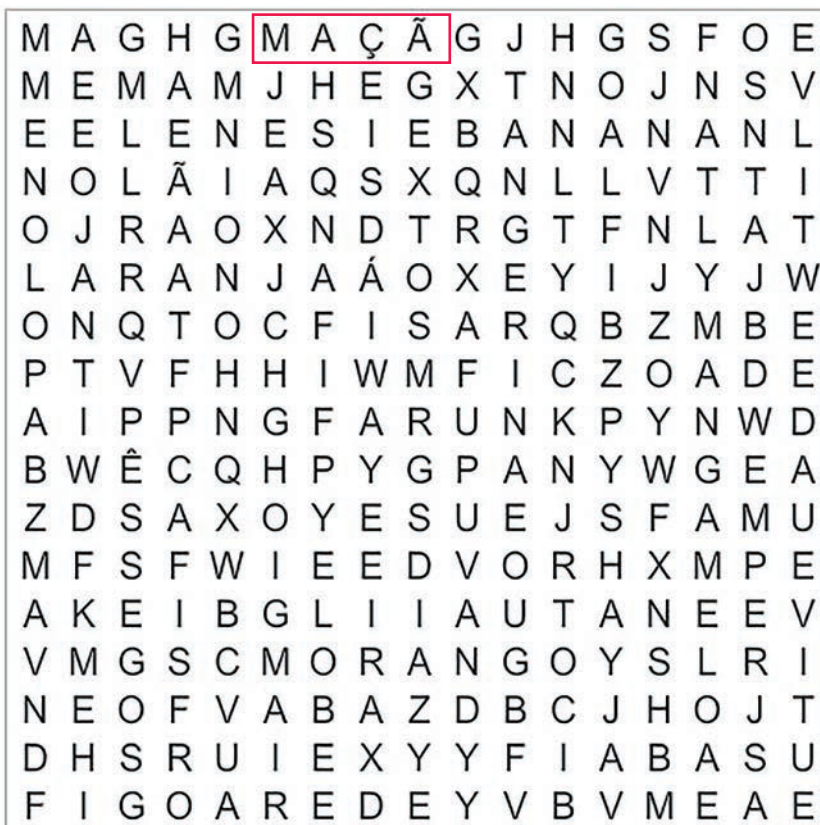 M A G H G M A Ç Ã G J H G S F O E
M E M A M J H E G X T N O J N S V
E E L E N E S I E B A N A N A N L
N O L Ã I A Q S X Q N L L V T T I
O J R A O X N D T R G T F N L A T
L A R A N J A Á O X E Y I J Y J W
O N Q T O C F I S A R Q B Z M B E
P T V F H H I W M F I C Z O A D E
A I P P N G F A R U N K P Y N W D
B W Ê C Q H P Y G P A N Y W G E A
Z D S A X O Y E S U E J S F A M U
M F S F W I E E D V O R H X M P E
A K E I B G L I I A U T A N E E V
V M G S C M O R A N G O Y S L R I
N E O F V A B A Z D B C J H O J T
D H S R U I E X Y Y F I A B A S U
F I G O A R E D E Y V B V M E A E